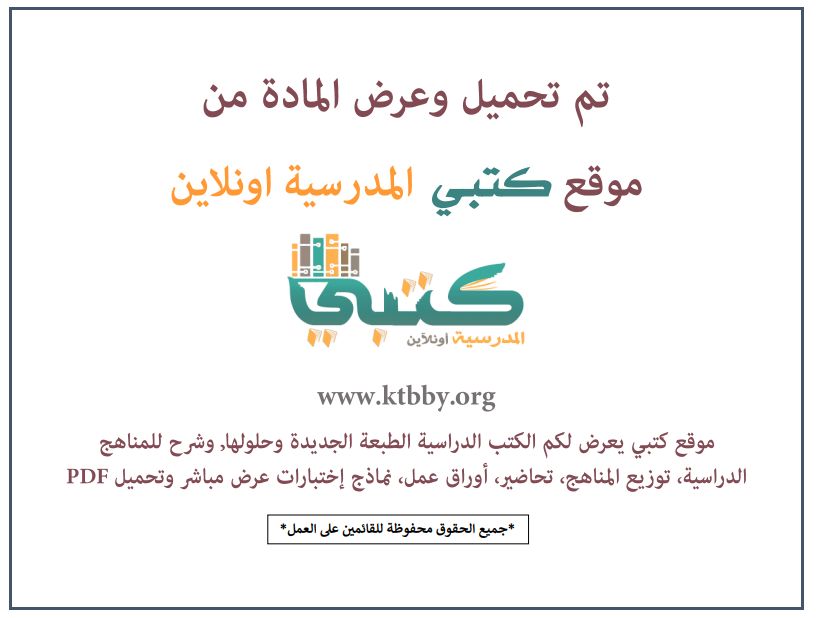 تم تحميل وعرض المادة من
موقع كتبي المدرسية اونلاين
كتبي
المدرسية أونلاين
www.ktbby.org
موقع كتبي يعرض لكم الكتب الدراسية الطبعة الجديدة وحلولها, وشرح للمناهج
الدراسية، توزيع المناهج، تحاضير، أوراق عمل، نماذج إختبارات عرض مباشر وتحميل PDF
*جميع الحقوق محفوظة للقائمين على العمل*